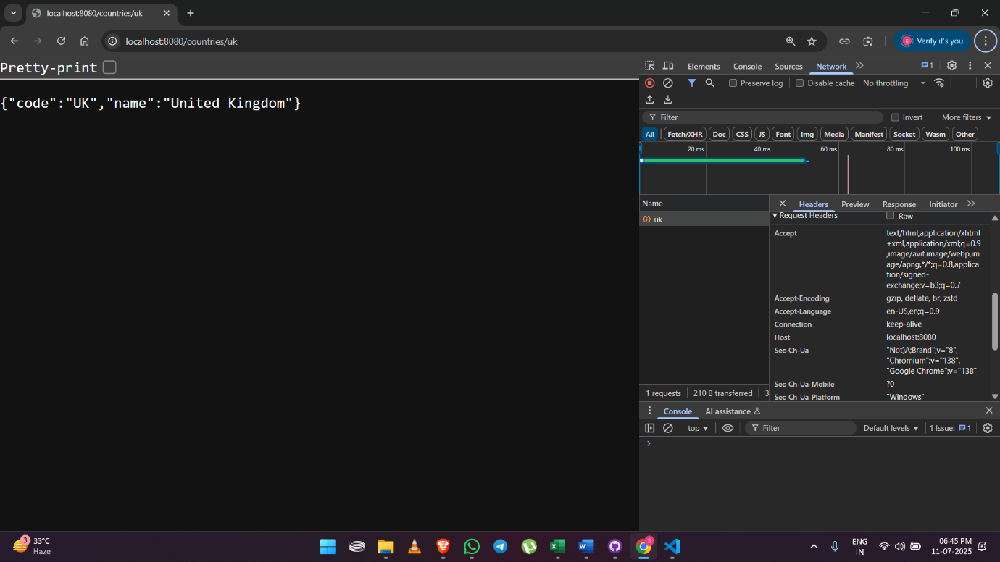 localhost:8080/countries/uk
localhost:8080/countries/uk
Verify it's you
S
Pretty-print
{"code":"UK","name":"United Kingdom"}
Elements Console Sources Network 1
Preserve log Disable cache No throttling
Filter Invert More filters
All Fetch/XHR Doc CSS JS Font Img Media Manifest Socket Wasm Other
20 ms 40 ms 60 ms 80 ms 100 ms
Name
uk
Headers Preview Response Initiator
Request Headers Raw
Accept text/html,application/xhtml
+xml,application/xml;q=0.9
,image/avif,image/webp,im
age/apng,*/*;q=0.8,applica
tion/signed-
exchange;v=b3;q=0.7
Accept-Encoding gzip, deflate, br, zstd
Accept-Language en-US,en;q=0.9
Connection keep-alive
Host localhost:8080
Sec-Ch-Ua "Not)A;Brand";v="8",
"Chromium";v="138",
"Google Chrome";v="138"
Sec-Ch-Ua-Mobile ?0
Sec-Ch-Ua-Platform "Windows"
1 requests 210 B transferred 3
Console AI assistance
top Filter Default levels 1 Issue: 1
3
33°C
Haze
S
ENG
IN
06:45 PM
11-07-2025